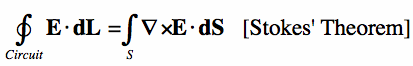 ∮ E · dL = ∫ ∇ × E · dS [Stokes' Theorem]
Circuit S